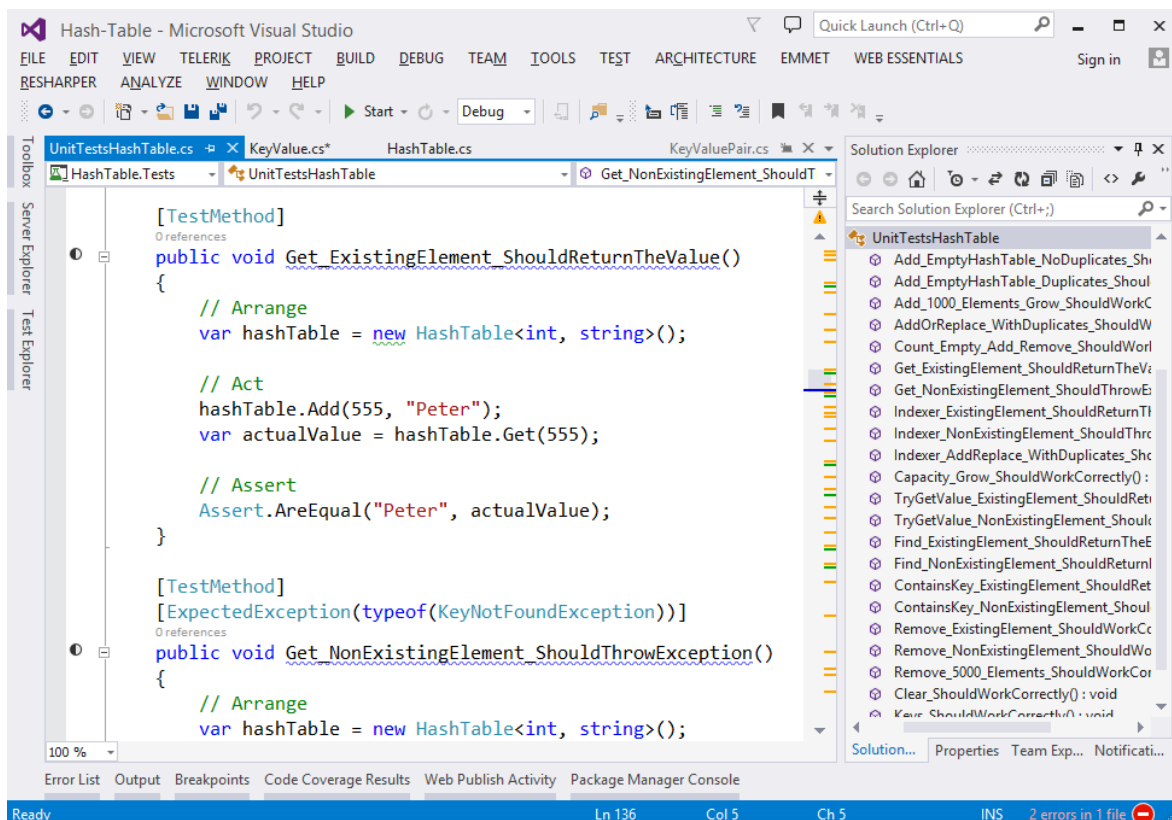 Hash-Table - Microsoft Visual Studio
Quick Launch (Ctrl+Q)
FILE EDIT VIEW TELERIK PROJECT BUILD DEBUG TEAM TOOLS TEST ARCHITECTURE EMMET WEB ESSENTIALS Sign in
RESHARPER ANALYZE WINDOW HELP
Start Debug
Toolbox
Server Explorer
Test Explorer
UnitTestsHashTable.cs KeyValue.cs* HashTable.cs KeyValuePair.cs
HashTable.Tests UnitTestsHashTable Get_NonExistingElement_ShouldT
[TestMethod]
0 references
public void Get_ExistingElement_ShouldReturnTheValue()
{
// Arrange
var hashTable = new HashTable<int, string>();
// Act
hashTable.Add(555, "Peter");
var actualValue = hashTable.Get(555);
// Assert
Assert.AreEqual("Peter", actualValue);
}
[TestMethod]
[ExpectedException(typeof(KeyNotFoundException))]
0 references
public void Get_NonExistingElement_ShouldThrowException()
{
// Arrange
var hashTable = new HashTable<int, string>();
100 %
Solution Explorer
Search Solution Explorer (Ctrl+;)
UnitTestsHashTable
Add_EmptyHashTable_NoDuplicates_Sh
Add_EmptyHashTable_Duplicates_Shoul
Add_1000_Elements_Grow_ShouldWorkC
AddOrReplace_WithDuplicates_ShouldW
Count_Empty_Add_Remove_ShouldWorl
Get_ExistingElement_ShouldReturnTheVa
Get_NonExistingElement_ShouldThrowE
Indexer_ExistingElement_ShouldReturnTh
Indexer_NonExistingElement_ShouldThro
Indexer_AddReplace_WithDuplicates_Sho
Capacity_Grow_ShouldWorkCorrectly() :
TryGetValue_ExistingElement_ShouldRet
TryGetValue_NonExistingElement_Should
Find_ExistingElement_ShouldReturnTheE
Find_NonExistingElement_ShouldReturnl
ContainsKey_ExistingElement_ShouldRet
ContainsKey_NonExistingElement_Shoul
Remove_ExistingElement_ShouldWorkCo
Remove_NonExistingElement_ShouldWo
Remove_5000_Elements_ShouldWorkCor
Clear_ShouldWorkCorrectly() : void
Keys_ShouldWorkCorrectly() : void
Solution... Properties Team Exp... Notificati...
Error List Output Breakpoints Code Coverage Results Web Publish Activity Package Manager Console
Ready Ln 136 Col 5 Ch 5 INS 2 errors in 1 file